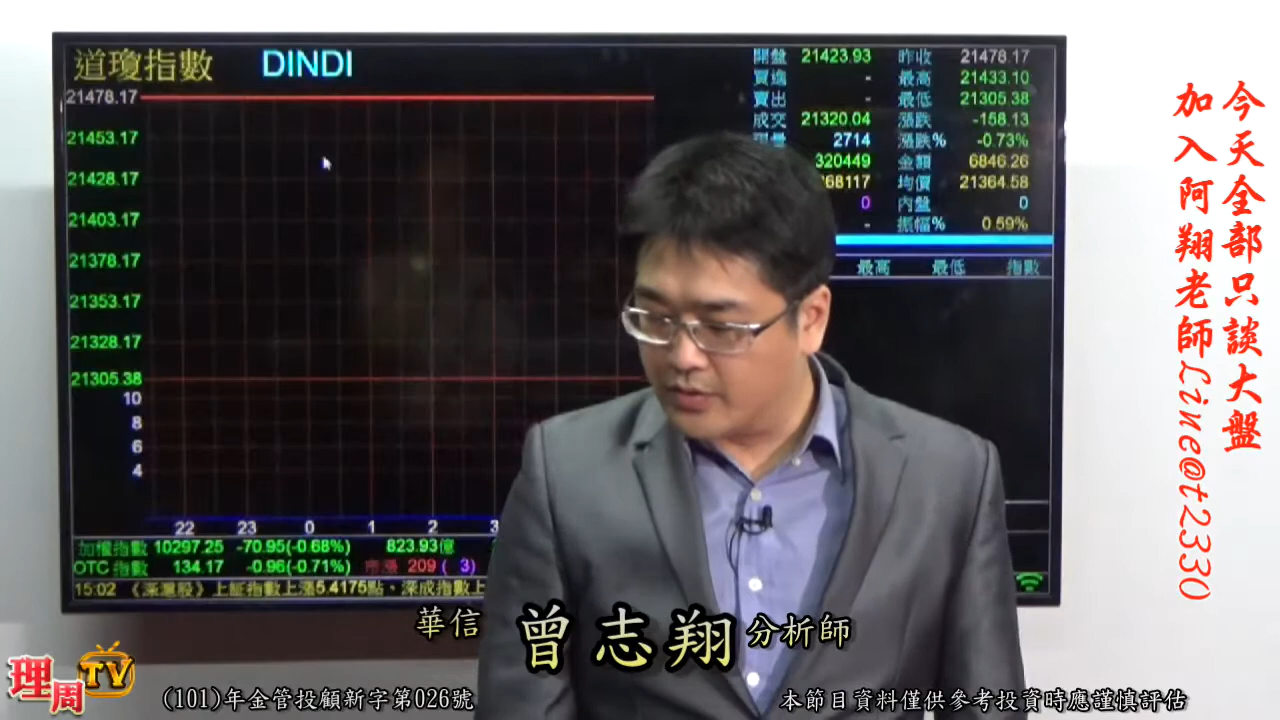 道瓊指數 DINDI
開盤 21423.93 昨收 21478.17
買進 - 最高 21433.10
賣出 - 最低 21305.38
成交 21320.04 漲跌 -158.13
2714 漲跌% -0.73%
320449 金額 6846.26
68117 均價 21364.58
0 內盤 0
- 振幅% 0.59%
最高 最低 指數
21478.17
21453.17
21428.17
21403.17
21378.17
21353.17
21328.17
21305.38
10
8
6
4
22 23 0 1 2 3
加權指數 10297.25 -70.95(-0.68%) 823.93億
OTC指數 134.17 -0.96(-0.71%) 市漲 209( 3)
15:02 《深滬股》上証指數上漲5.4175點，深成指數上
今天全部只談大盤
加入阿翔老師Line@t2330
華信 曾志翔 分析師
理周TV
(101)年金管投顧新字第026號
本節目資料僅供參考投資時應謹慎評估